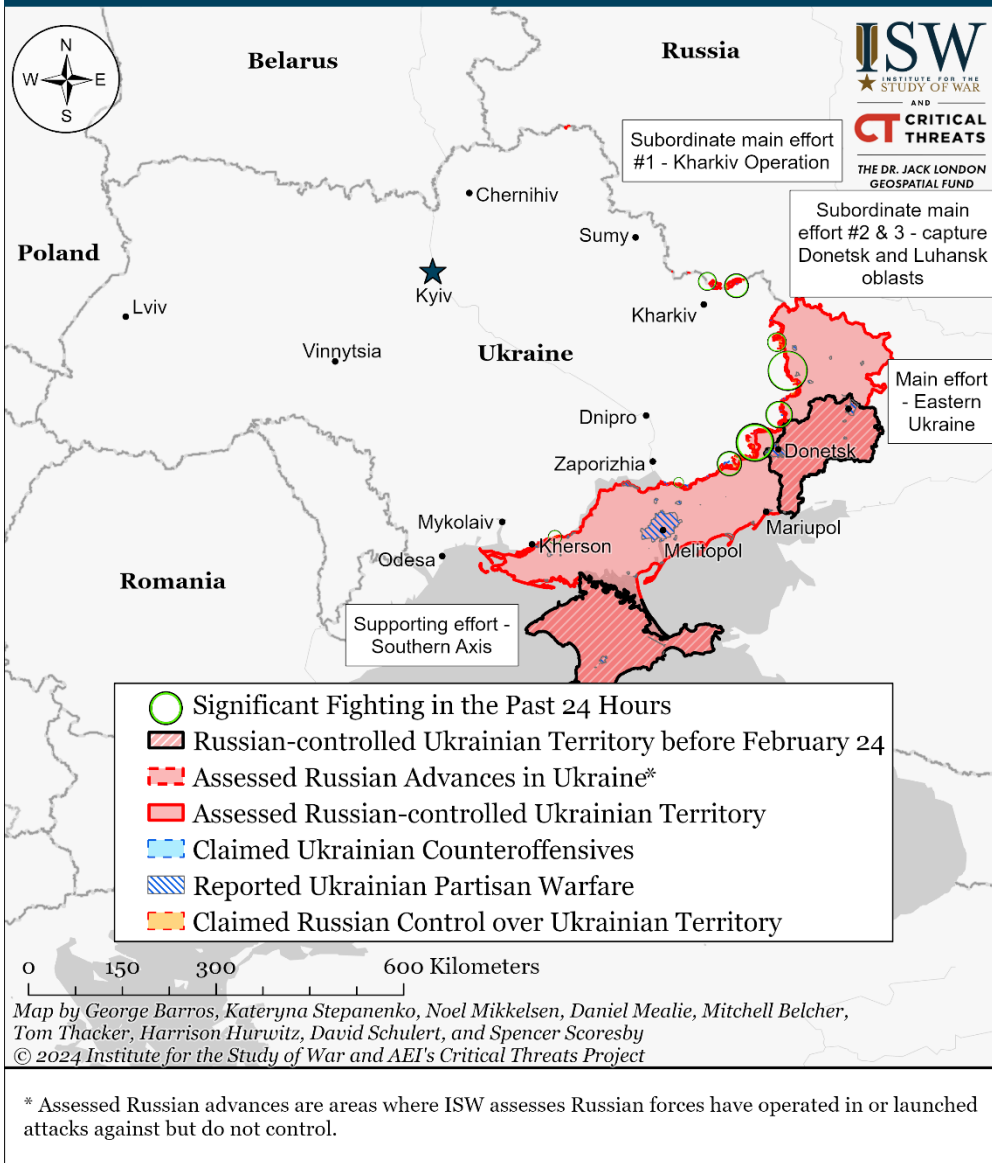 N
W
E
S
Belarus
Russia
ISW
INSTITUTE FOR THE
STUDY OF WAR
AND
CT CRITICAL
THREATS
THE DR. JACK LONDON
GEOSPATIAL FUND
Subordinate main effort
#1 - Kharkiv Operation
Subordinate main
effort #2 & 3 - capture
Donetsk and Luhansk
oblasts
Chernihiv
Sumy
Poland
Kyiv
Lviv
Kharkiv
Vinnytsia
Ukraine
Main effort
- Eastern
Ukraine
Dnipro
Donetsk
Zaporizhia
Mykolaiv
Mariupol
Kherson
Melitopol
Odesa
Romania
Supporting effort -
Southern Axis
Significant Fighting in the Past 24 Hours
Russian-controlled Ukrainian Territory before February 24
Assessed Russian Advances in Ukraine*
Assessed Russian-controlled Ukrainian Territory
Claimed Ukrainian Counteroffensives
Reported Ukrainian Partisan Warfare
Claimed Russian Control over Ukrainian Territory
0 150 300 600 Kilometers
Map by George Barros, Kateryna Stepanenko, Noel Mikkelsen, Daniel Mealie, Mitchell Belcher,
Tom Thacker, Harrison Hurwitz, David Schulert, and Spencer Scoresby
© 2024 Institute for the Study of War and AEI's Critical Threats Project
* Assessed Russian advances are areas where ISW assesses Russian forces have operated in or launched
attacks against but do not control.